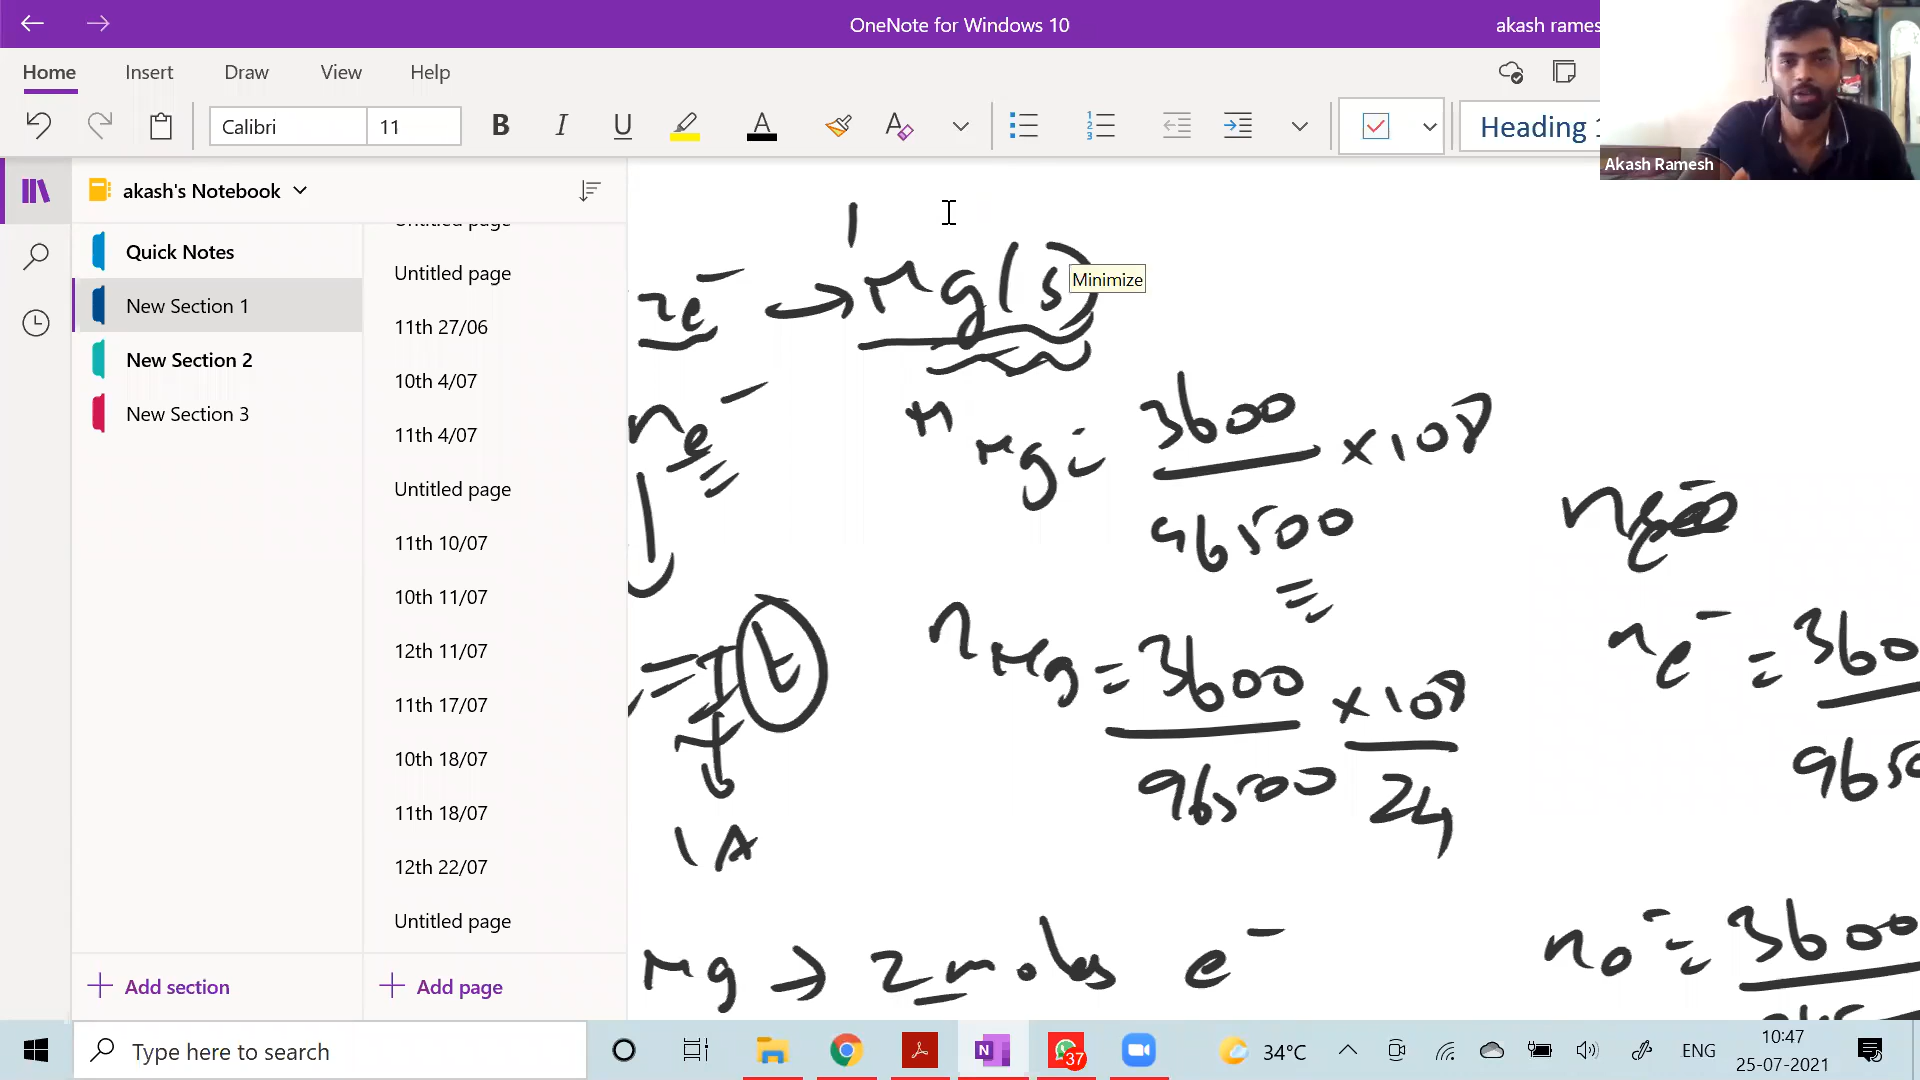 OneNote for Windows 10
akash rames
Home Insert Draw View Help
Calibri 11 B I U A A Heading 1
Akash Ramesh
akash's Notebook
Quick Notes
New Section 1
New Section 2
New Section 3
Untitled page
Untitled page
11th 27/06
10th 4/07
11th 4/07
Untitled page
11th 10/07
10th 11/07
12th 11/07
11th 17/07
10th 18/07
11th 18/07
12th 22/07
Untitled page
Add section
Add page
1
2e⁻ → Mg(s)
Minimize
ne⁻
M Mg = 3600 × 108
96500
n
= I t
1A
nMg = 3600 × 108
96500 24
ne⁻ = 360
9650
Mg → 2 moles e⁻
ne⁻ = 3600
Type here to search
37
34°C
ENG
10:47
25-07-2021